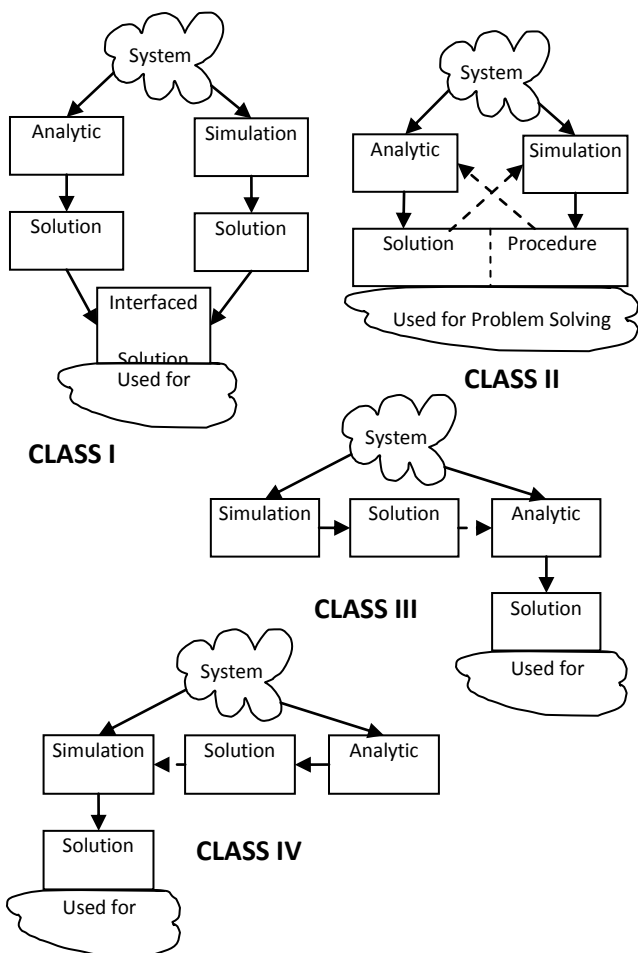 System
Analytic
Simulation
Solution
Solution
Interfaced
Solution
Used for
CLASS I
System
Analytic
Simulation
Solution
Procedure
Used for Problem Solving
CLASS II
System
Simulation
Solution
Analytic
CLASS III
Solution
Used for
System
Simulation
Solution
Analytic
Solution
CLASS IV
Used for